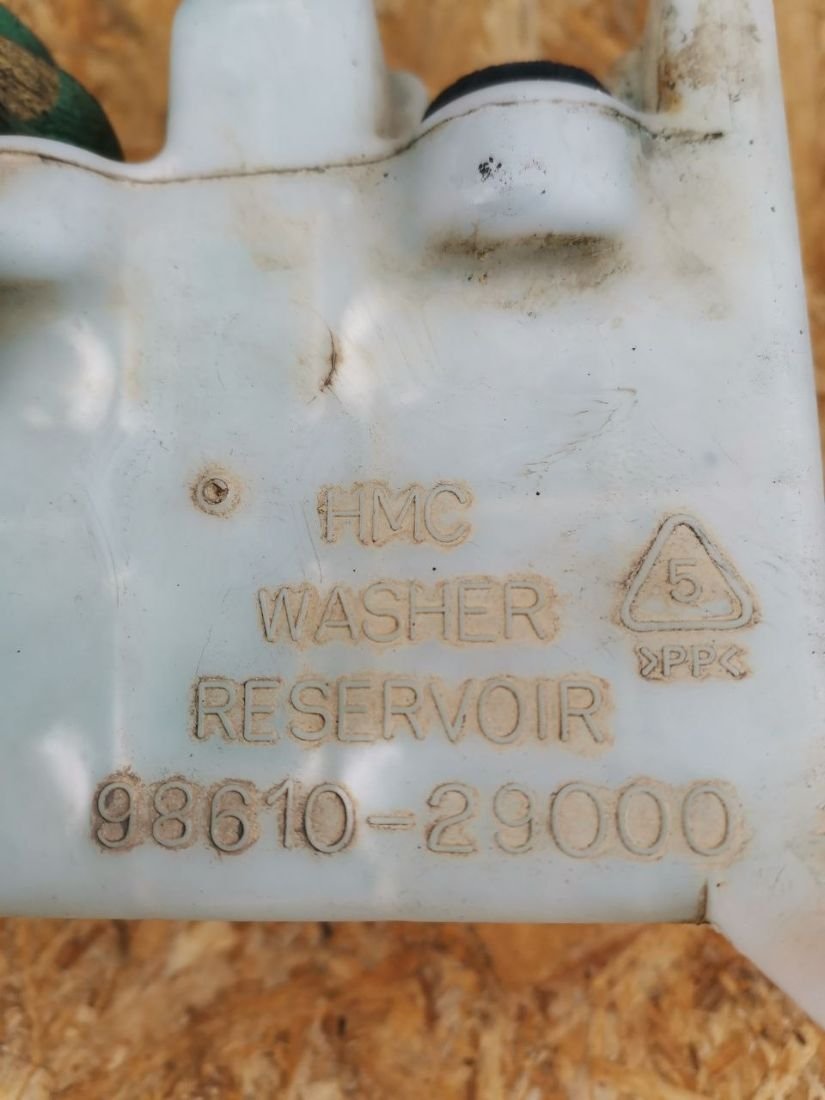 HMC
WASHER
RESERVOIR
98610-29000
5
>PP<